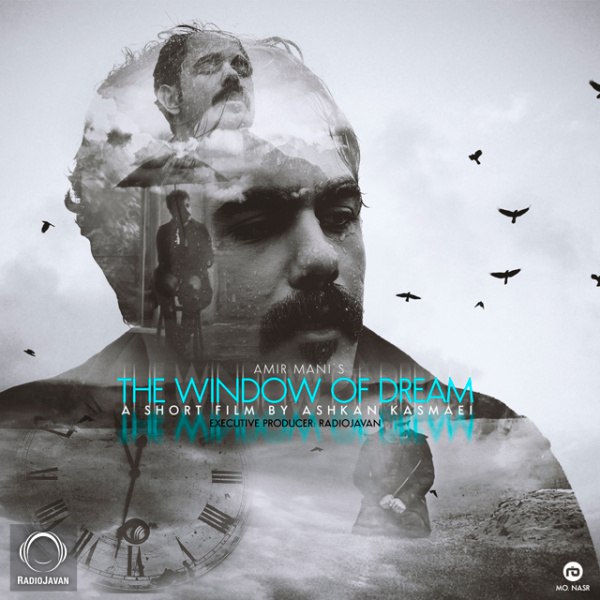 AMIR MANI`S
THE WINDOW OF DREAM
A SHORT FILM BY ASHKAN KASMAEI
EXECUTIVE PRODUCER: RADIOJAVAN
RADIOJAVAN
MO. NASR